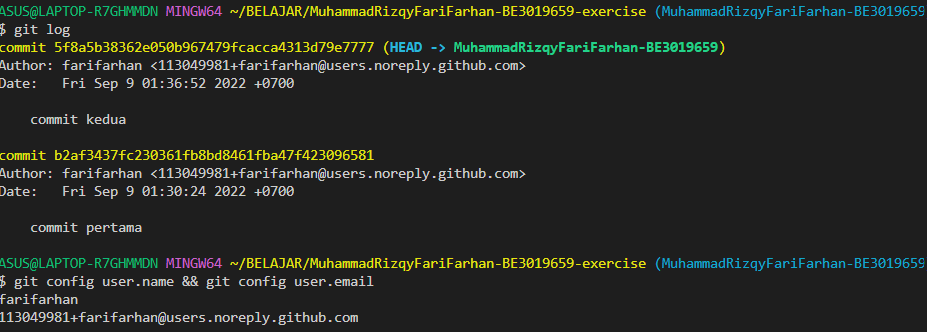 ASUS@LAPTOP-R7GHMMDN MINGW64 ~/BELAJAR/MuhammadRizqyFariFarhan-BE3019659-exercise (MuhammadRizqyFariFarhan-BE3019659
$ git log
commit 5f8a5b38362e050b967479fcacca4313d79e7777 (HEAD -> MuhammadRizqyFariFarhan-BE3019659)
Author: farifarhan <113049981+farifarhan@users.noreply.github.com>
Date:   Fri Sep 9 01:36:52 2022 +0700
    commit kedua
commit b2af3437fc230361fb8bd8461fba47f423096581
Author: farifarhan <113049981+farifarhan@users.noreply.github.com>
Date:   Fri Sep 9 01:30:24 2022 +0700
    commit pertama
ASUS@LAPTOP-R7GHMMDN MINGW64 ~/BELAJAR/MuhammadRizqyFariFarhan-BE3019659-exercise (MuhammadRizqyFariFarhan-BE3019659
$ git config user.name && git config user.email
farifarhan
113049981+farifarhan@users.noreply.github.com